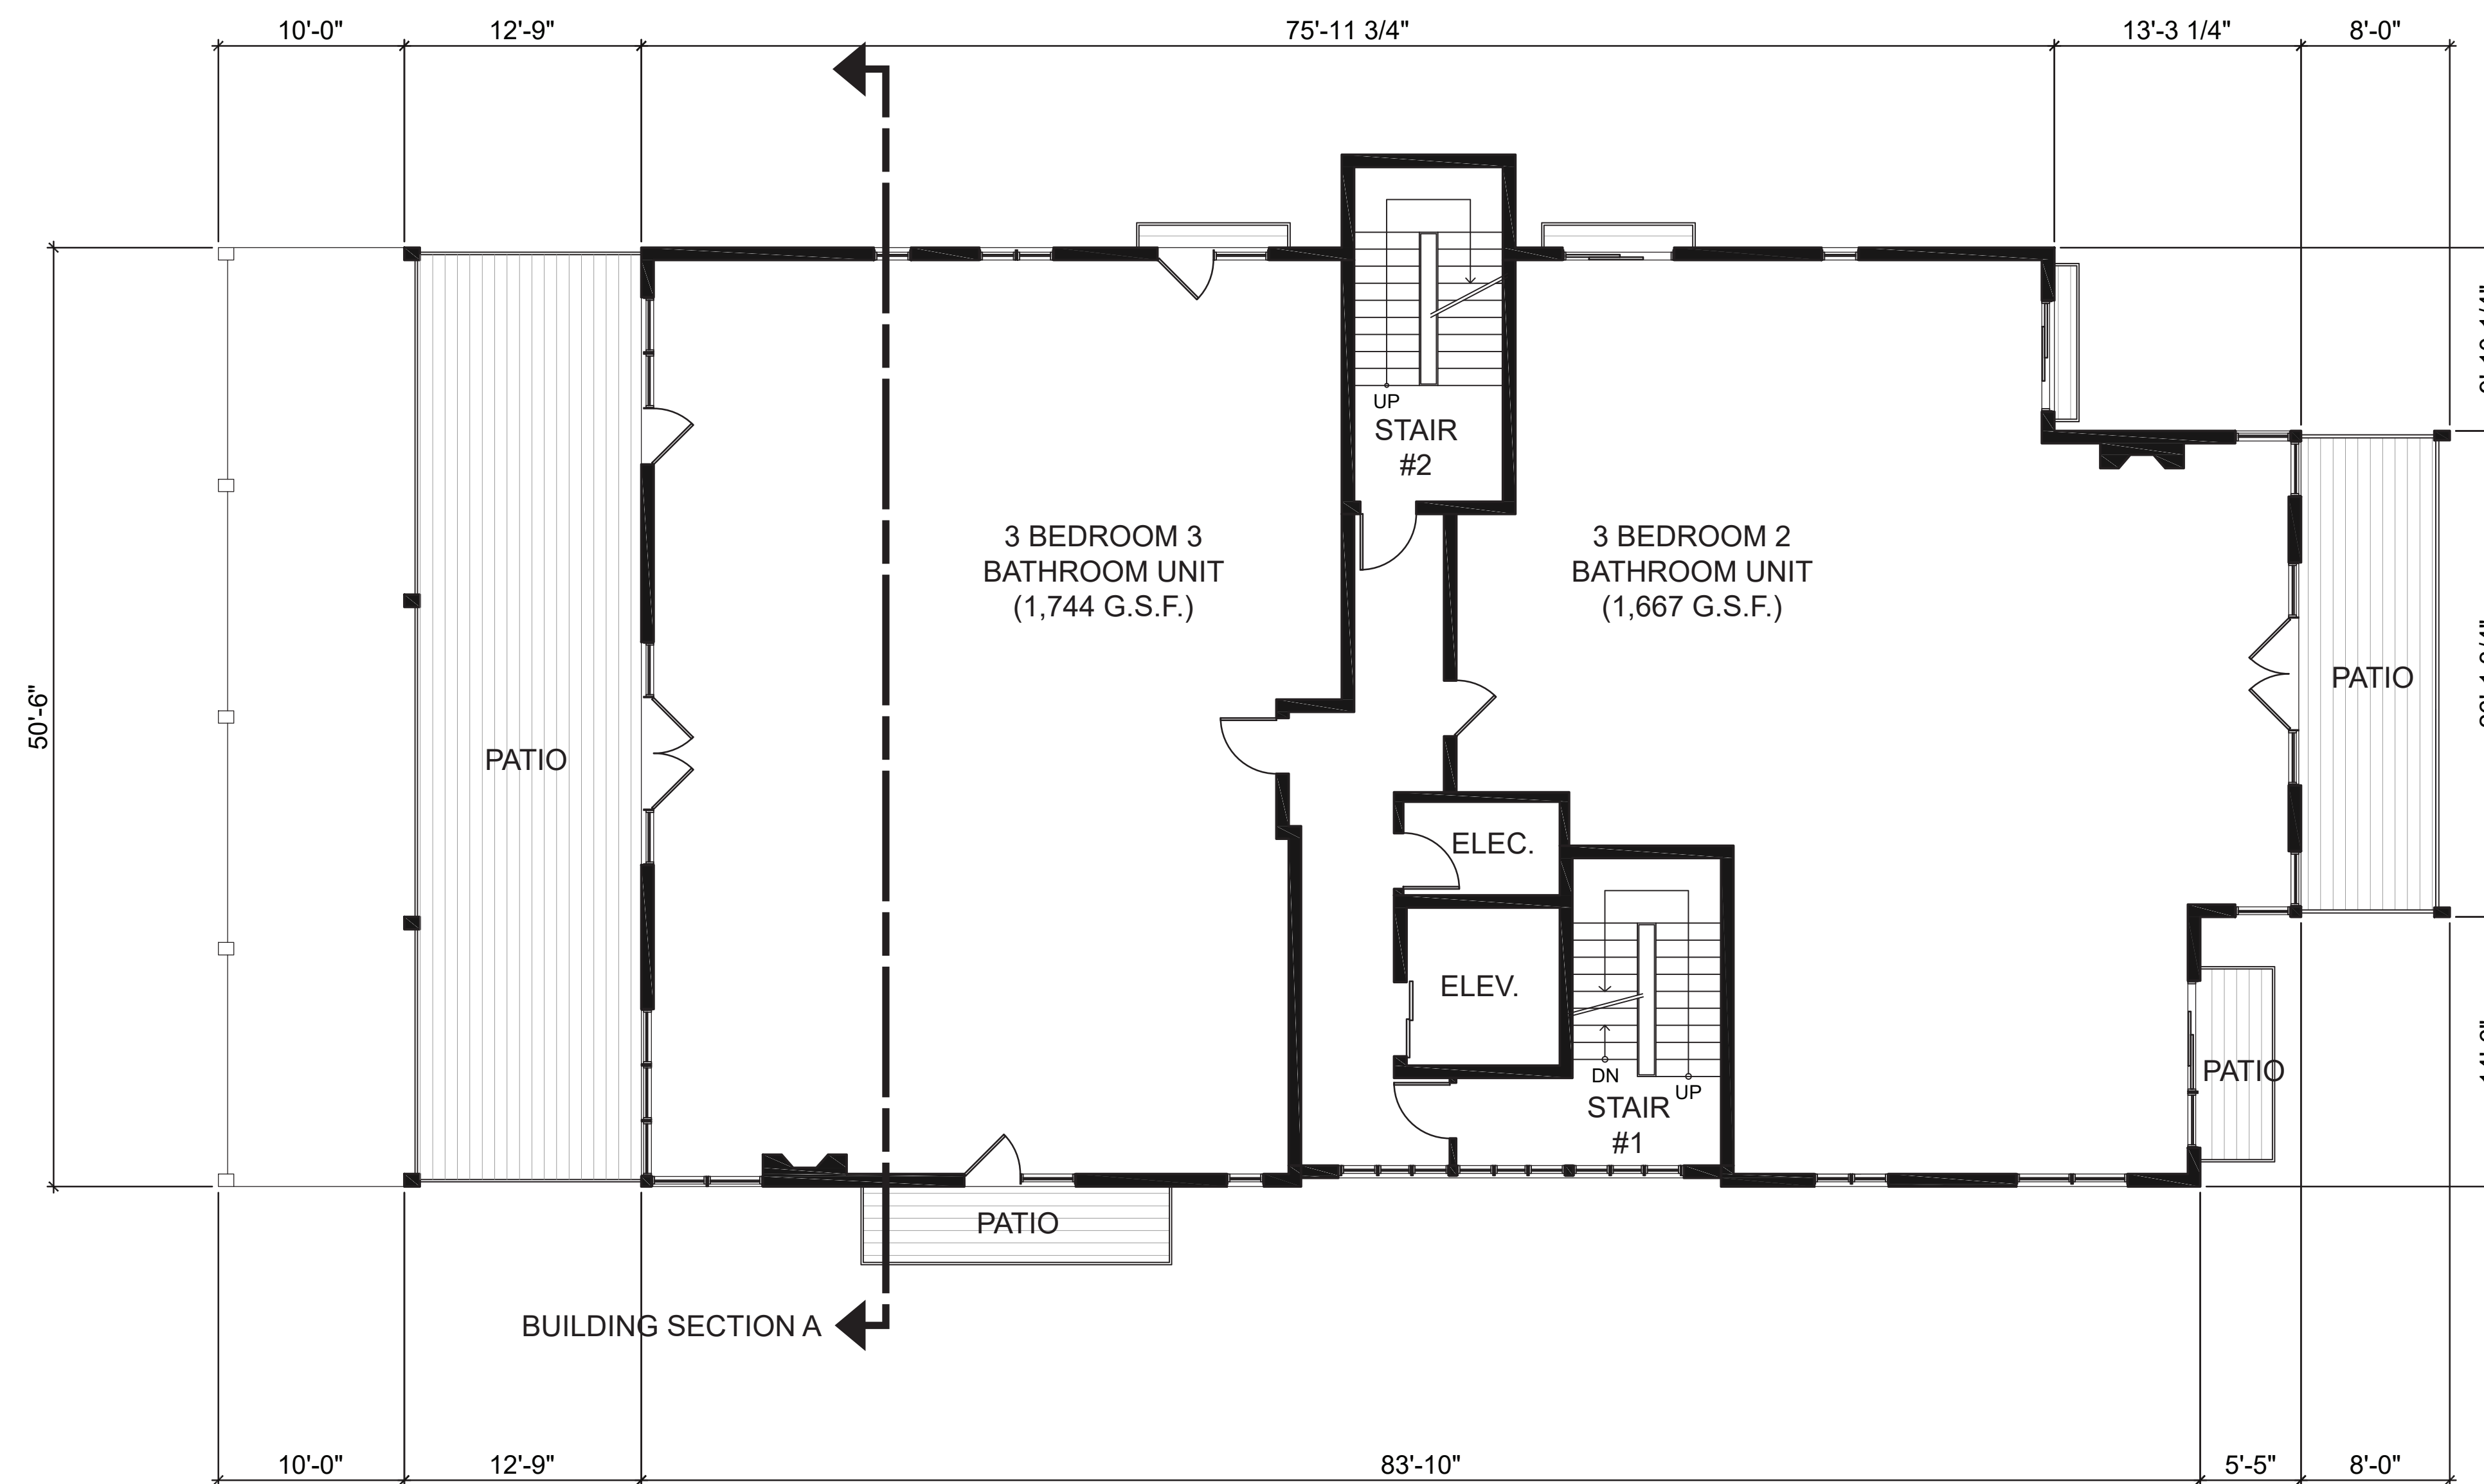 10'-0"
12'-9"
75'-11 3/4"
13'-3 1/4"
8'-0"
UP
STAIR
#2
3 BEDROOM 3
BATHROOM UNIT
(1,744 G.S.F.)
3 BEDROOM 2
BATHROOM UNIT
(1,667 G.S.F.)
50'-6"
PATIO
PATIO
ELEC.
ELEV.
DN
UP
STAIR
#1
PATIO
PATIO
BUILDING SECTION A
10'-0"
12'-9"
83'-10"
5'-5"
8'-0"